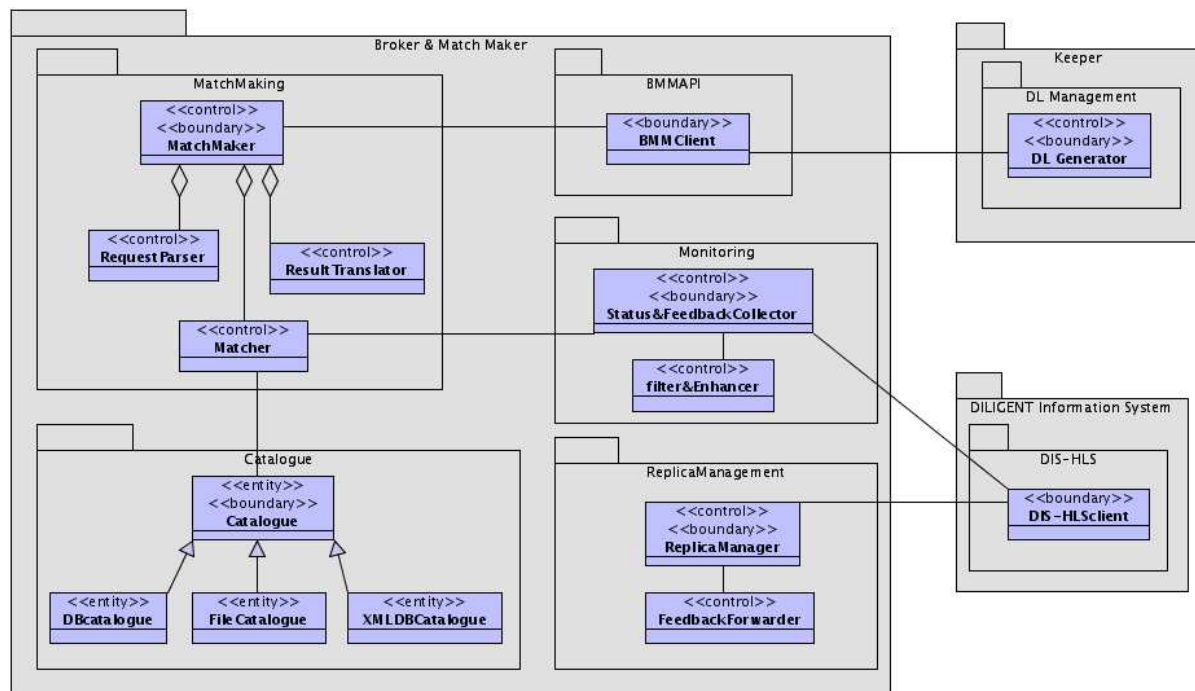 Broker & Match Maker
MatchMaking
<<control>>
<<boundary>>
MatchMaker
<<control>>
RequestParser
<<control>>
ResultTranslator
<<control>>
Matcher
BMMAPI
<<boundary>>
BMMClient
Keeper
DL Management
<<control>>
<<boundary>>
DL Generator
Monitoring
<<control>>
<<boundary>>
Status&FeedbackCollector
<<control>>
filter&Enhancer
Catalogue
<<entity>>
<<boundary>>
Catalogue
<<entity>>
DBcatalogue
<<entity>>
FileCatalogue
<<entity>>
XMLDBCatalogue
ReplicaManagement
<<control>>
<<boundary>>
ReplicaManager
<<control>>
FeedbackForwarder
DILIGENT Information System
DIS-HLS
<<boundary>>
DIS-HLSclient